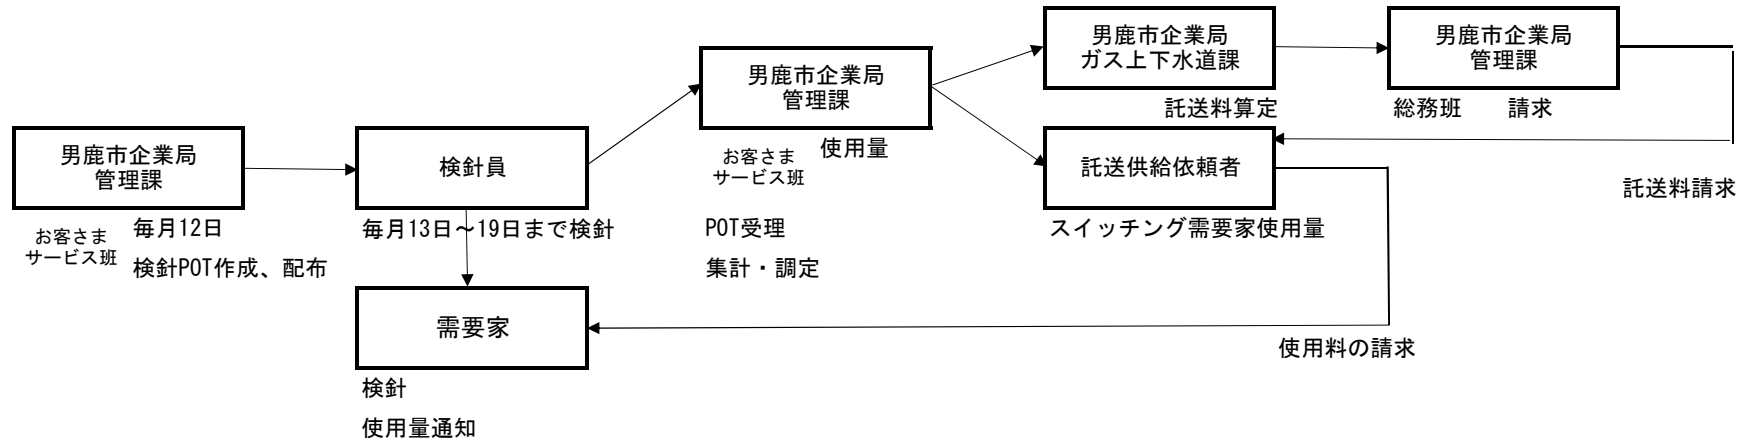 男鹿市企業局
管理課
お客さま
サービス班
毎月12日
検針POT作成、配布
検針員
毎月13日～19日まで検針
需要家
検針
使用量通知
男鹿市企業局
管理課
お客さま
サービス班
使用量
POT受理
集計・調定
男鹿市企業局
ガス上下水道課
託送料算定
託送供給依頼者
スイッチング需要家使用量
男鹿市企業局
管理課
総務班 請求
託送料請求
使用料の請求